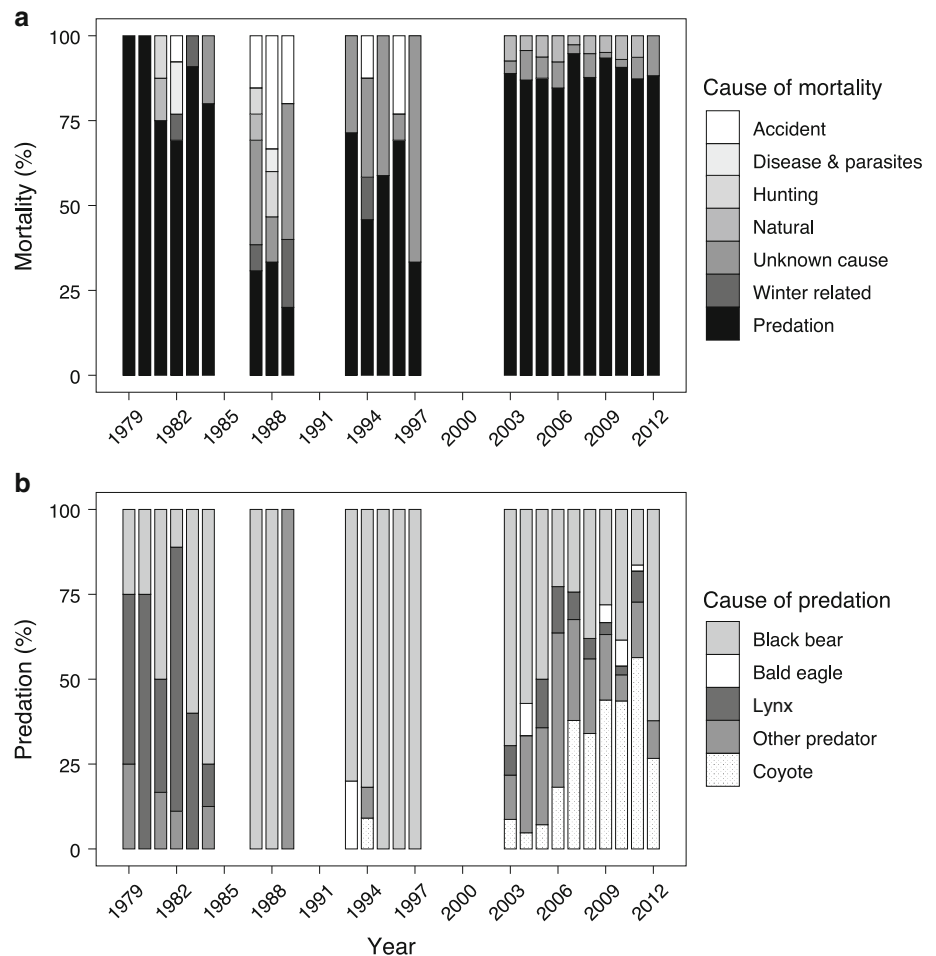 a
100
75
50
25
0
Mortality (%)
1979
1982
1985
1988
1991
1994
1997
2000
2003
2006
2009
2012
Cause of mortality
Accident
Disease & parasites
Hunting
Natural
Unknown cause
Winter related
Predation
b
100
75
50
25
0
Predation (%)
1979
1982
1985
1988
1991
1994
1997
2000
2003
2006
2009
2012
Year
Cause of predation
Black bear
Bald eagle
Lynx
Other predator
Coyote